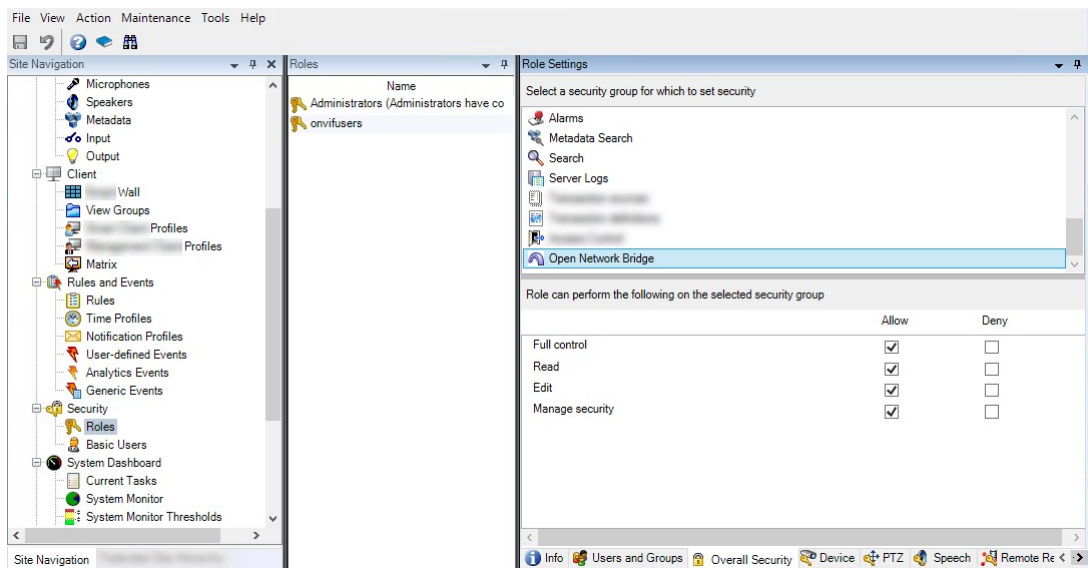 File View Action Maintenance Tools Help
Site Navigation
Microphones
Speakers
Metadata
Input
Output
Client
Wall
View Groups
Profiles
Profiles
Matrix
Rules and Events
Rules
Time Profiles
Notification Profiles
User-defined Events
Analytics Events
Generic Events
Security
Roles
Basic Users
System Dashboard
Current Tasks
System Monitor
System Monitor Thresholds
Site Navigation
Roles
Name
Administrators (Administrators have co
onvifusers
Role Settings
Select a security group for which to set security
Alarms
Metadata Search
Search
Server Logs
Open Network Bridge
Role can perform the following on the selected security group
Allow Deny
Full control
Read
Edit
Manage security
Info Users and Groups Overall Security Device PTZ Speech Remote Re